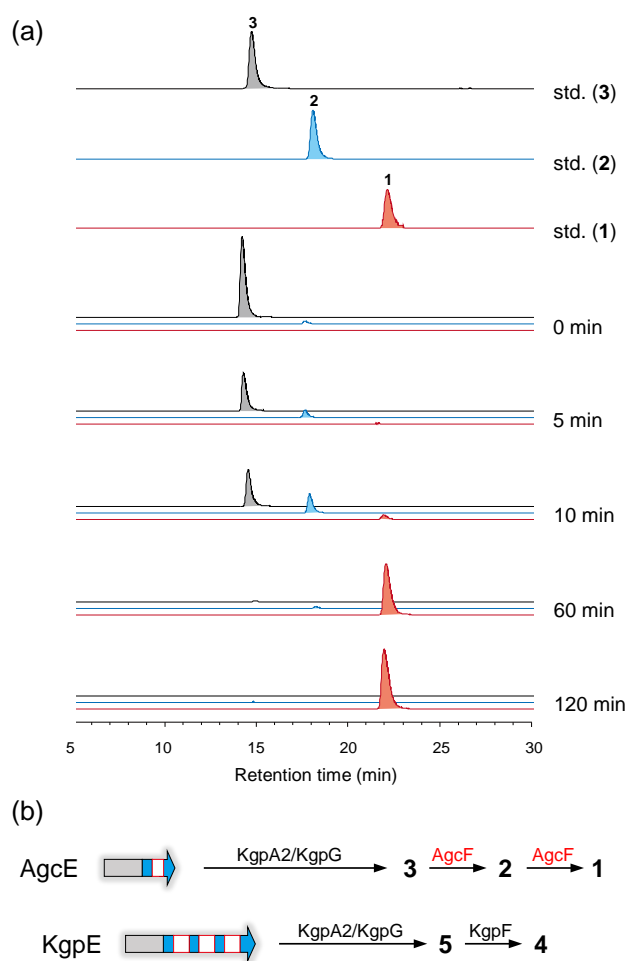 (a)
3
std. (3)
2
std. (2)
1
std. (1)
0 min
5 min
10 min
60 min
120 min
5 10 15 20 25 30
Retention time (min)
(b)
AgcE KgpA2/KgpG 3 AgcF 2 AgcF 1
KgpE KgpA2/KgpG 5 KgpF 4